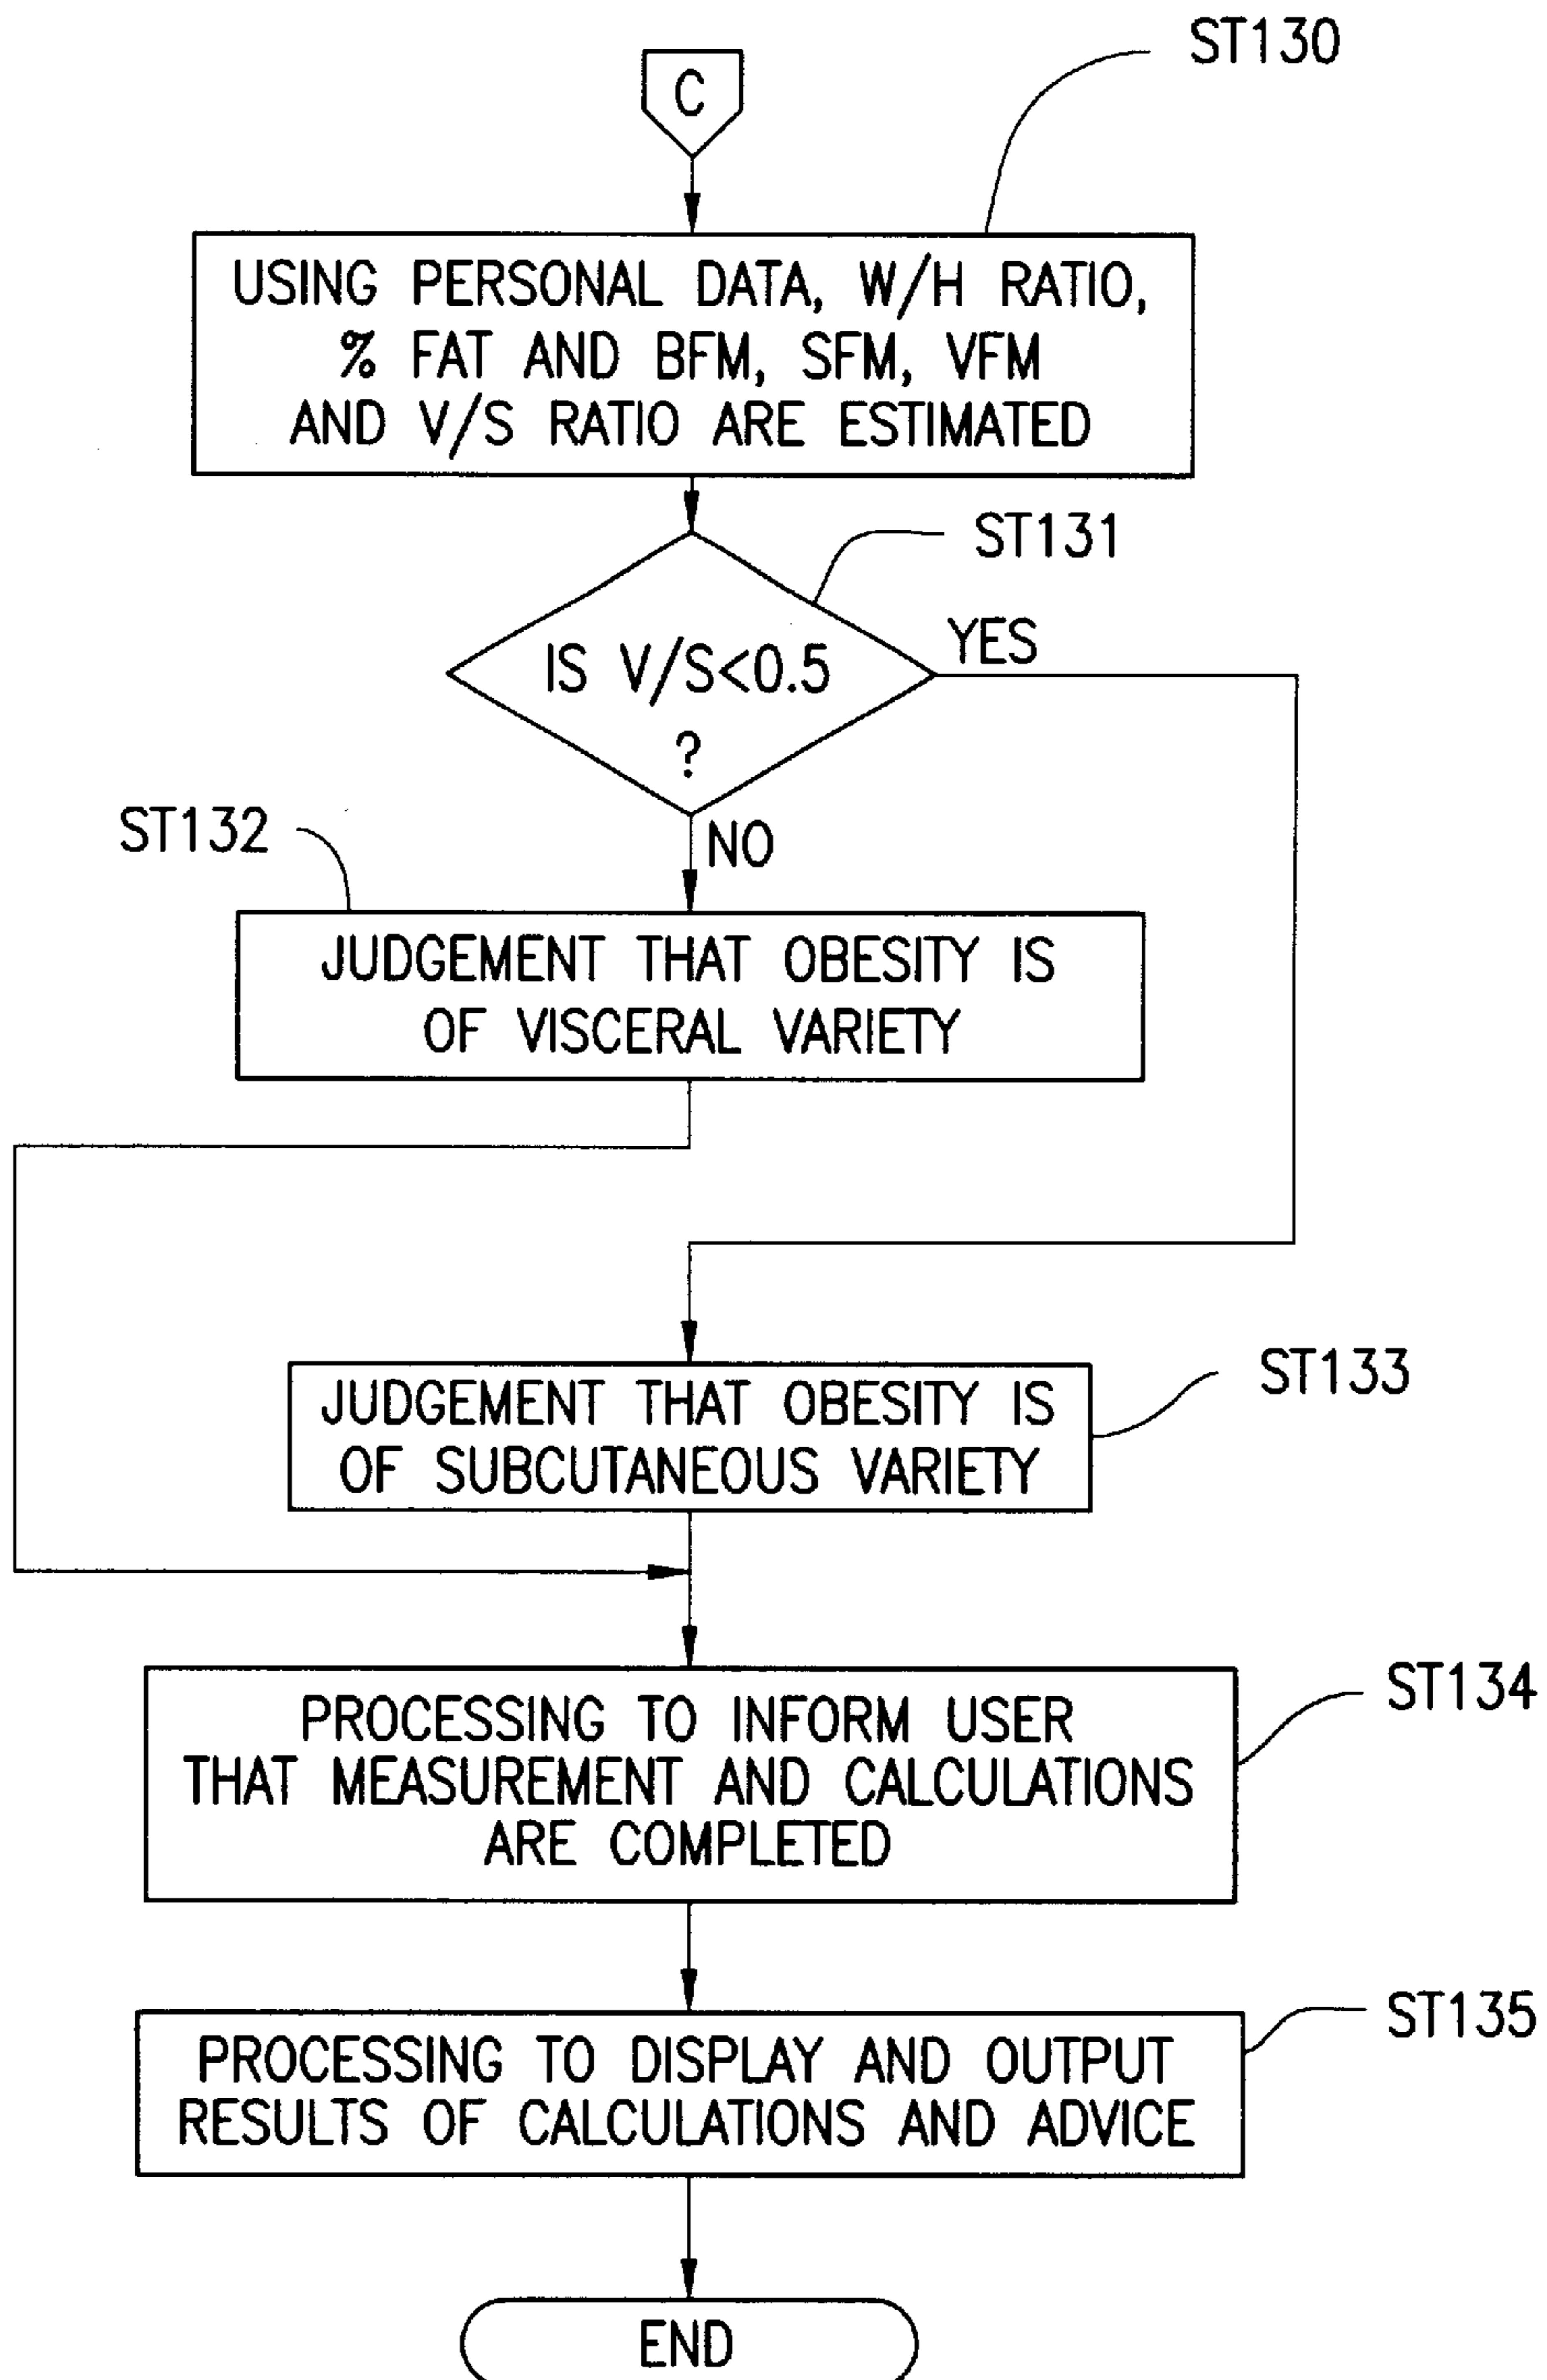 C
ST130
USING PERSONAL DATA, W/H RATIO,
% FAT AND BFM, SFM, VFM
AND V/S RATIO ARE ESTIMATED
ST131
IS V/S<0.5
?
YES
NO
ST132
JUDGEMENT THAT OBESITY IS
OF VISCERAL VARIETY
ST133
JUDGEMENT THAT OBESITY IS
OF SUBCUTANEOUS VARIETY
ST134
PROCESSING TO INFORM USER
THAT MEASUREMENT AND CALCULATIONS
ARE COMPLETED
ST135
PROCESSING TO DISPLAY AND OUTPUT
RESULTS OF CALCULATIONS AND ADVICE
END